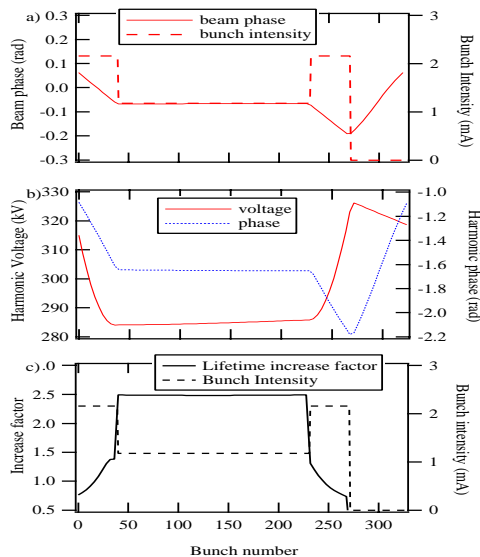 a)
beam phase
bunch intensity
Beam phase (rad)
0.3
0.2
0.1
0.0
-0.1
-0.2
-0.3
3
2
1
0
Bunch Intensity (mA)
b)
voltage
phase
Harmonic Voltage (kV)
330
320
310
300
290
280
-1.0
-1.2
-1.4
-1.6
-1.8
-2.0
-2.2
Harmonic phase (rad)
c)
Lifetime increase factor
Bunch Intensity
Increase factor
3.0
2.5
2.0
1.5
1.0
0.5
3
2
1
0
Bunch intensity (mA)
0 50 100 150 200 250 300
Bunch number